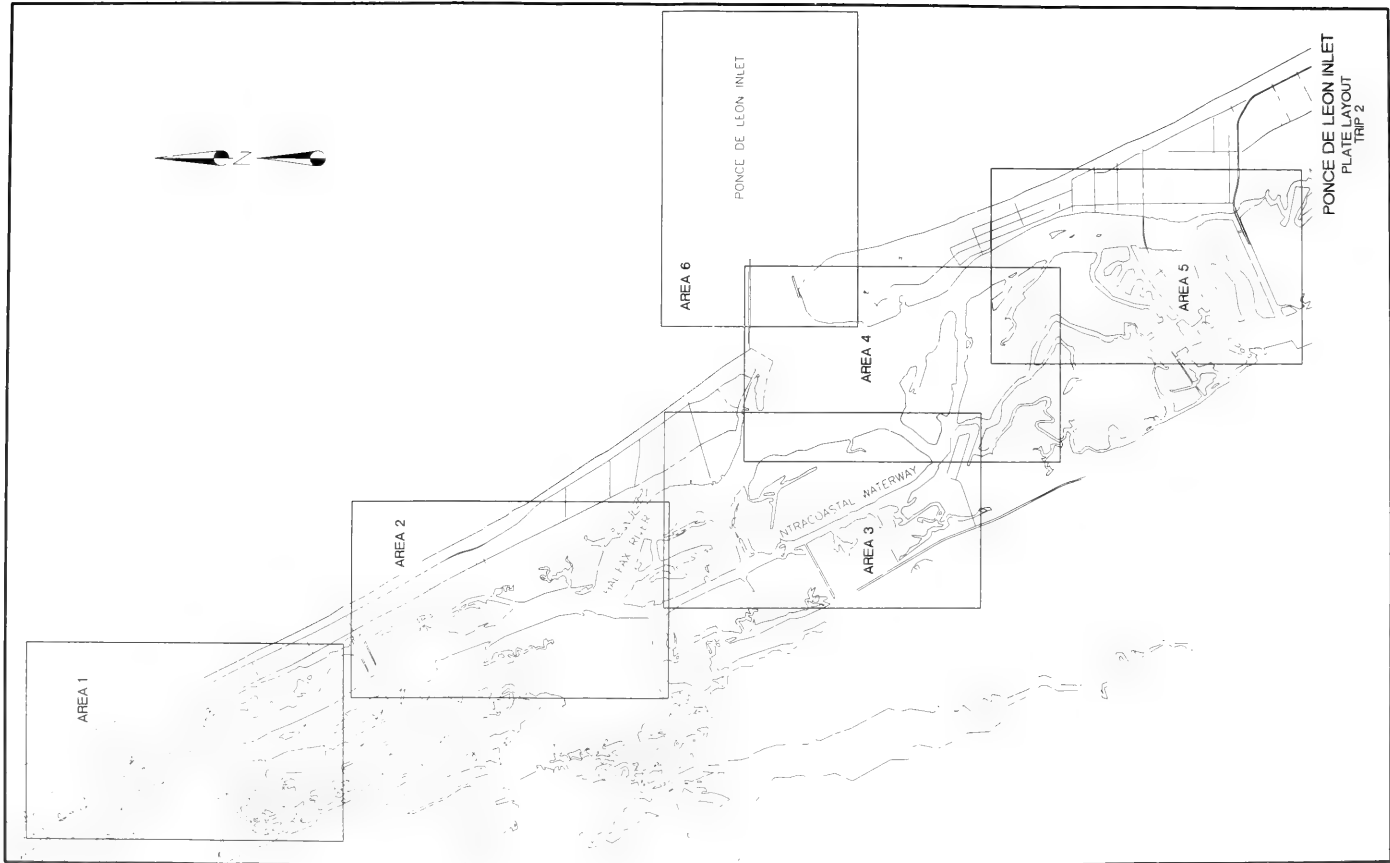 AREA 1
AREA 2
AREA 6
PONCE DE LEON INLET
AREA 4
INTRACOASTAL WATERWAY
AREA 3
AREA 5
N
PONCE DE LEON INLET
PLATE LAYOUT
TRIP 2